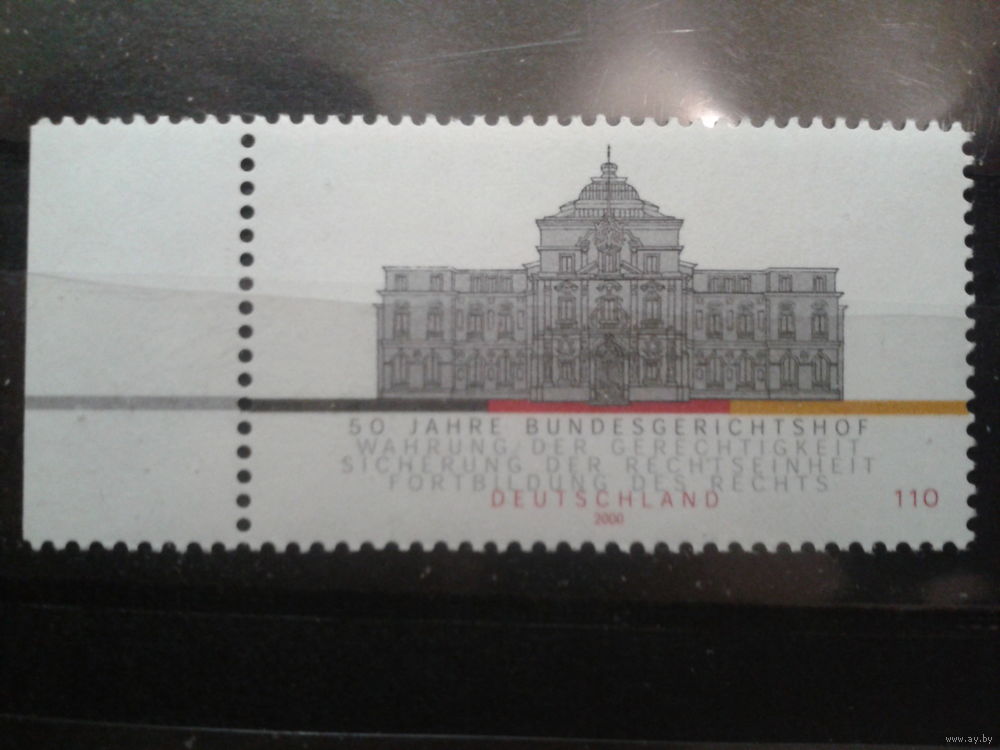 50 JAHRE BUNDESGERICHTSHOF
WAHRUNG DER GERECHTIGKEIT
SICHERUNG DER RECHTSEINHEIT
FORTBILDUNG DES RECHTS
DEUTSCHLAND 110
2000
www.ay.by